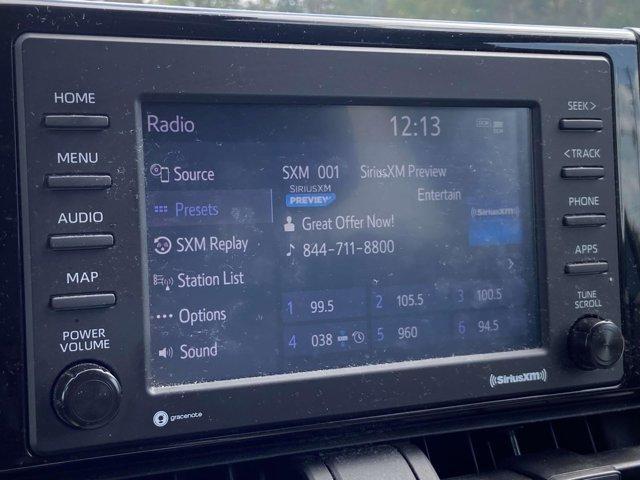 HOME
MENU
AUDIO
MAP
POWER
VOLUME
Radio
12:13
Source
Presets
SXM Replay
Station List
Options
Sound
SXM 001 SiriusXM Preview
SIRIUSXM
PREVIEW
Entertain
Great Offer Now!
844-711-8800
SiriusXM
1 99.5
2 105.5
3 100.5
4 038
5 960
6 94.5
SEEK >
< TRACK
PHONE
APPS
TUNE
SCROLL
gracenote
SiriusXM